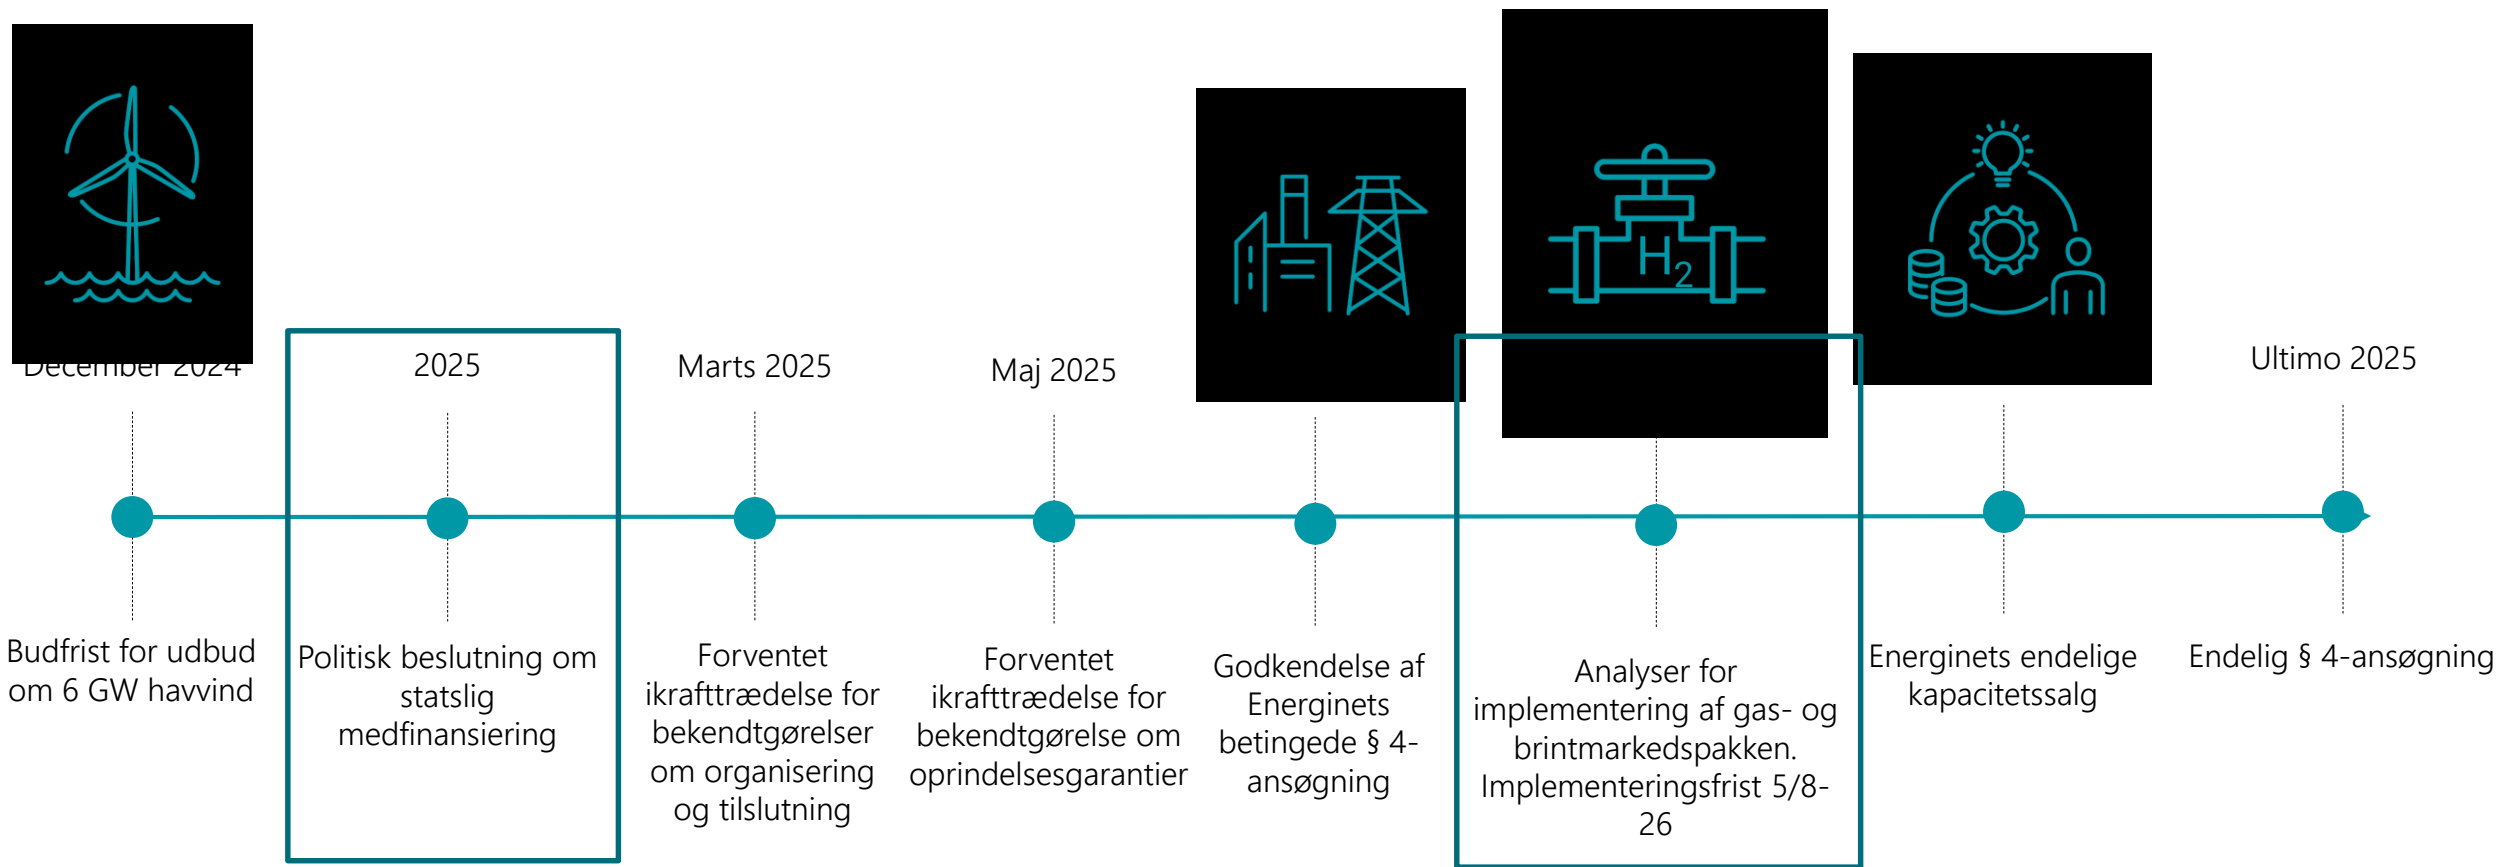 December 2024
Budfrist for udbud
om 6 GW havvind
2025
Politisk beslutning om
statslig
medfinansiering
Marts 2025
Forventet
ikrafttrædelse for
bekendtgørelser
om organisering
og tilslutning
Maj 2025
Forventet
ikrafttrædelse for
bekendtgørelse om
oprindelsesgarantier
Godkendelse af
Energinets
betingede § 4-
ansøgning
H2
Analyser for
implementering af gas- og
brintmarkedspakken.
Implementeringsfrist 5/8-
26
Energinets endelige
kapacitetssalg
Ultimo 2025
Endelig § 4-ansøgning